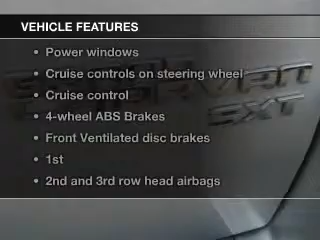 VEHICLE FEATURES
• Power windows
• Cruise controls on steering wheel
• Cruise control
• 4-wheel ABS Brakes
• Front Ventilated disc brakes
• 1st
• 2nd and 3rd row head airbags
SXT